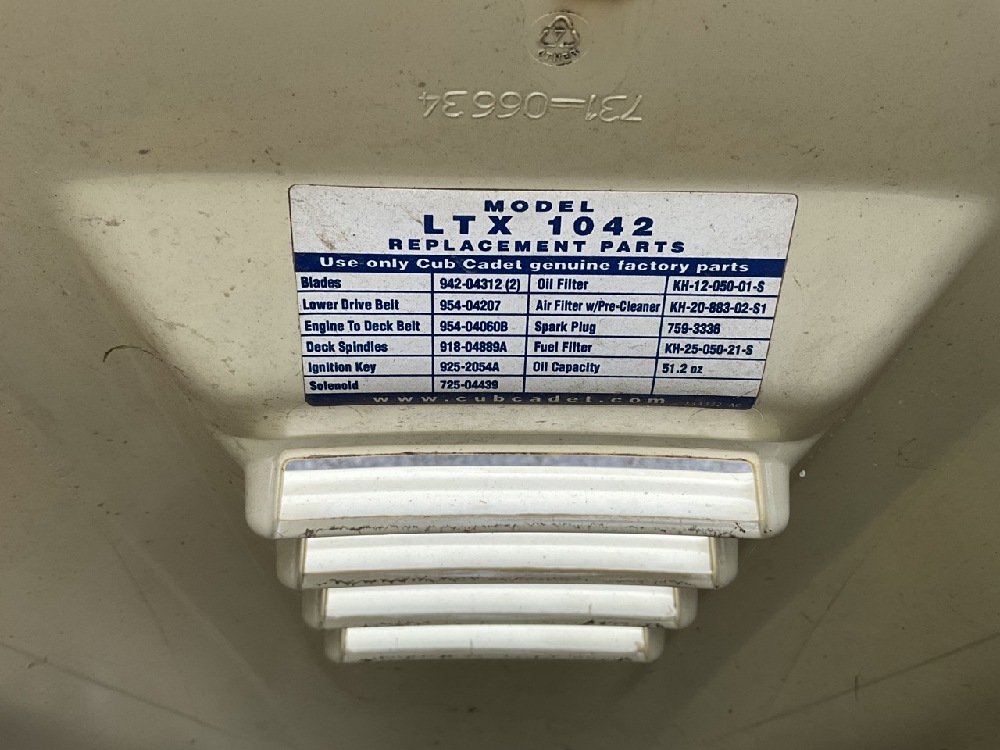 731-06634
MODEL
LTX 1042
REPLACEMENT PARTS
Use only Cub Cadet genuine factory parts
Blades 942-04312 (2) Oil Filter KH-12-050-01-S
Lower Drive Belt 954-04207 Air Filter w/Pre-Cleaner KH-20-883-02-S1
Engine To Deck Belt 954-04060B Spark Plug 759-3336
Deck Spindles 918-04889A Fuel Filter KH-25-050-21-S
Ignition Key 925-2054A Oil Capacity 51.2 oz
Solenoid 725-04439
www.cubcadet.com